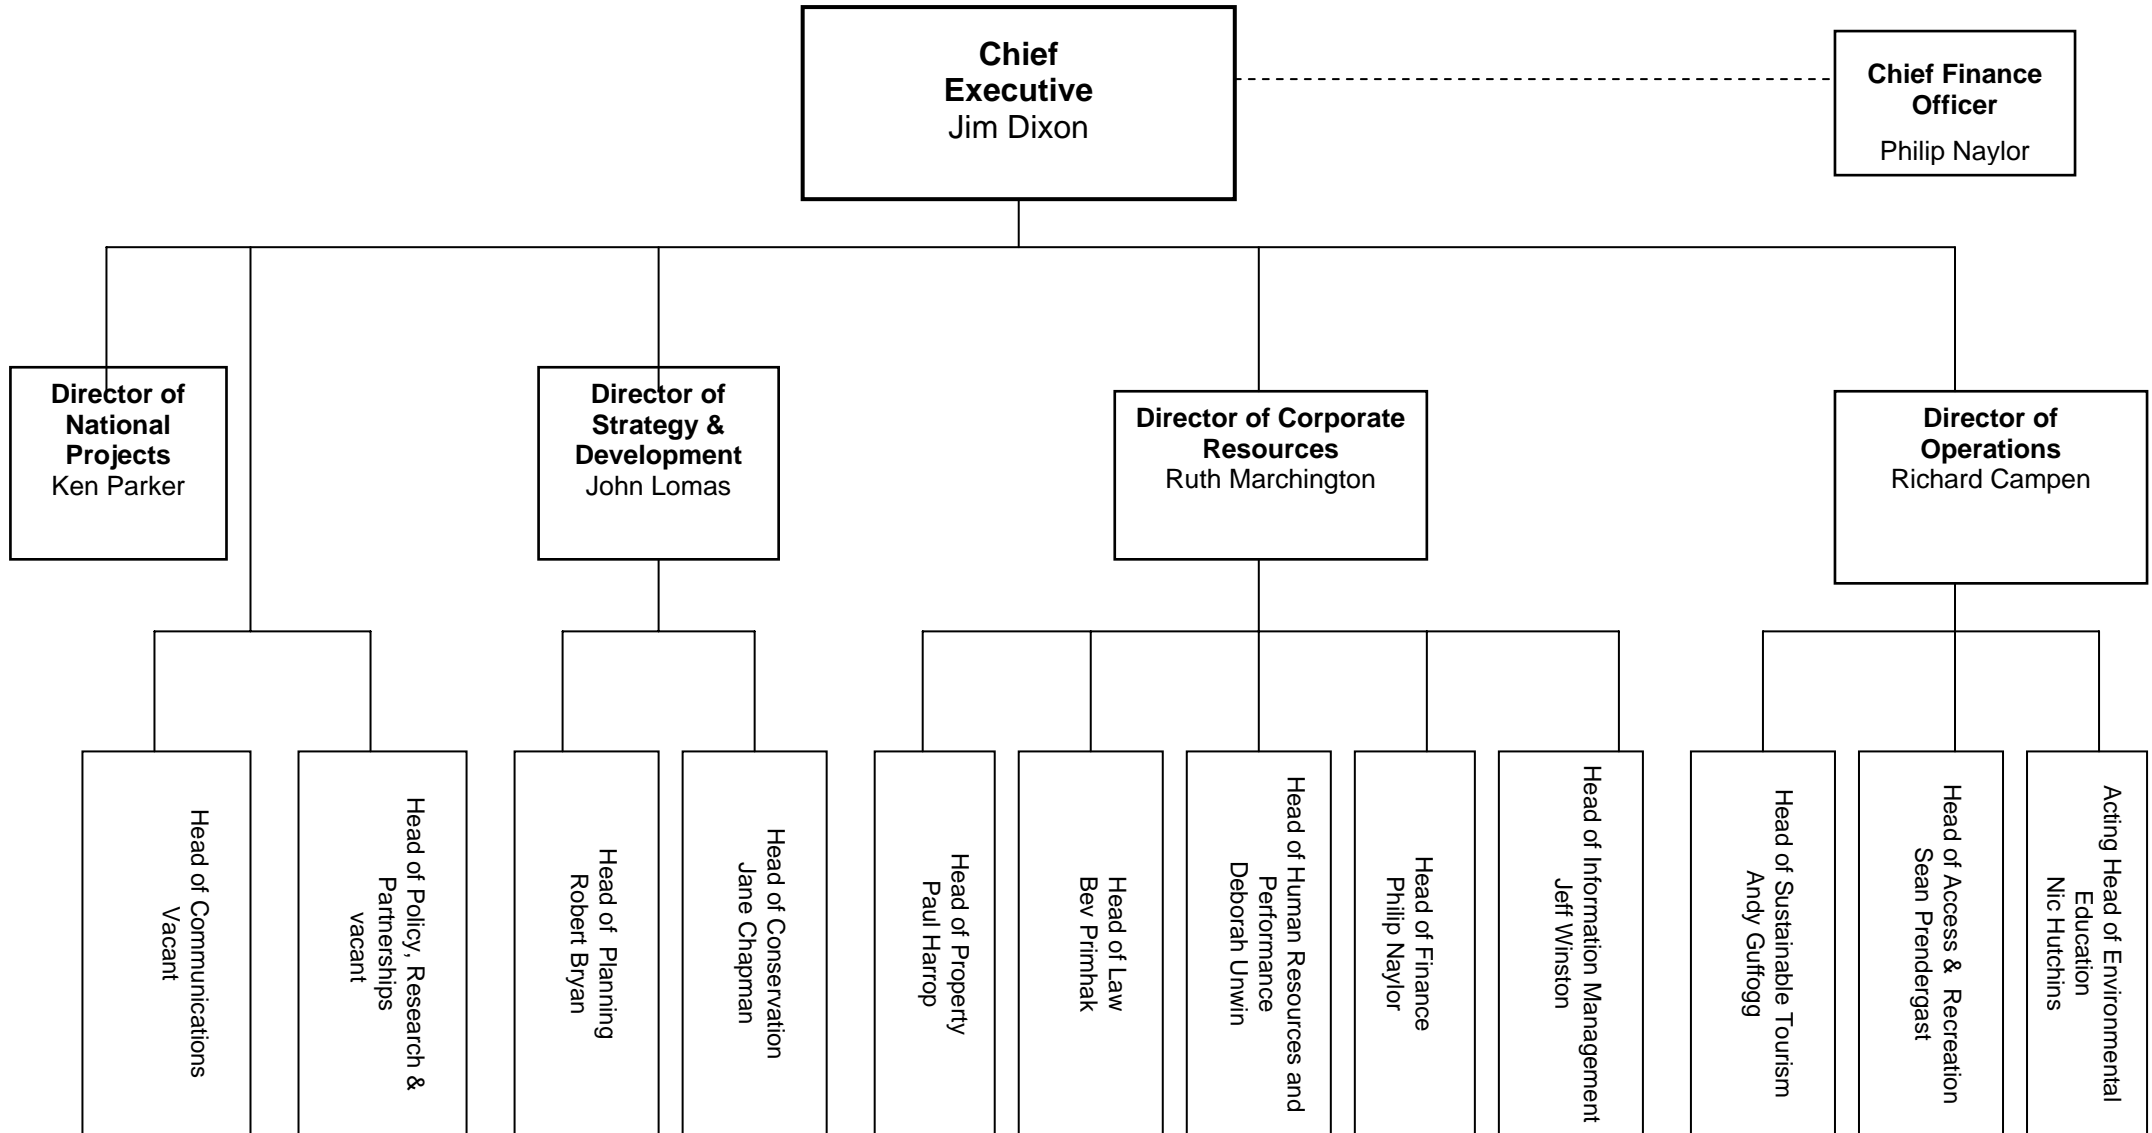 Chief
Executive
Jim Dixon
Chief Finance
Officer
Philip Naylor
Director of
National
Projects
Ken Parker
Director of
Strategy &
Development
John Lomas
Director of Corporate
Resources
Ruth Marchington
Director of
Operations
Richard Campen
Head of Communications
Vacant
Head of Policy, Research &
Partnerships
vacant
Head of  Planning
Robert Bryan
Head of Conservation
Jane Chapman
Head of Property
Paul Harrop
Head of Law
Bev Primhak
Head of Human Resources and
Performance
Deborah Unwin
Head of Finance
Philip Naylor
Head of Information Management
Jeff Winston
Head of Sustainable Tourism
Andy Guffogg
Head of Access &  Recreation
Sean Prendergast
Acting Head of Environmental
Education
Nic Hutchins